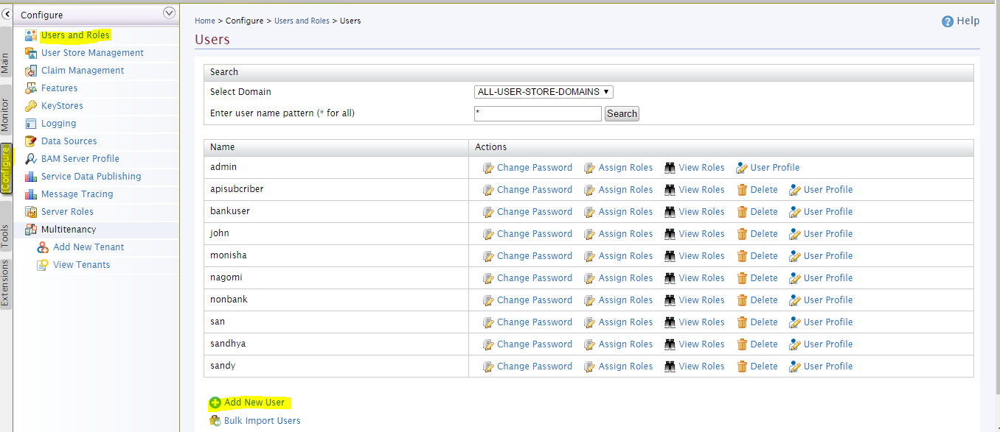 Main
Monitor
Configure
Tools
Extensions
Configure
Users and Roles
User Store Management
Claim Management
Features
KeyStores
Logging
Data Sources
BAM Server Profile
Service Data Publishing
Message Tracing
Server Roles
Multitenancy
Add New Tenant
View Tenants
Home > Configure > Users and Roles > Users
Help
Users
Search
Select Domain ALL-USER-STORE-DOMAINS
Enter user name pattern (* for all) * Search
Name Actions
admin Change Password Assign Roles View Roles User Profile
apisubcriber Change Password Assign Roles View Roles Delete User Profile
bankuser Change Password Assign Roles View Roles Delete User Profile
john Change Password Assign Roles View Roles Delete User Profile
monisha Change Password Assign Roles View Roles Delete User Profile
nagomi Change Password Assign Roles View Roles Delete User Profile
nonbank Change Password Assign Roles View Roles Delete User Profile
san Change Password Assign Roles View Roles Delete User Profile
sandhya Change Password Assign Roles View Roles Delete User Profile
sandy Change Password Assign Roles View Roles Delete User Profile
Add New User
Bulk Import Users